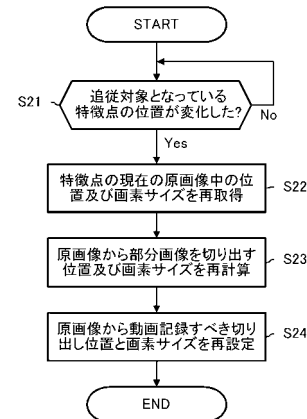 START
追従対象となっている
特徴点の位置が変化した?
S21
No
Yes
特徴点の現在の原画像中の位
置及び画素サイズを再取得
S22
原画像から部分画像を切り出す
位置及び画素サイズを再計算
S23
原画像から動画記録すべき切り
出し位置と画素サイズを再設定
S24
END